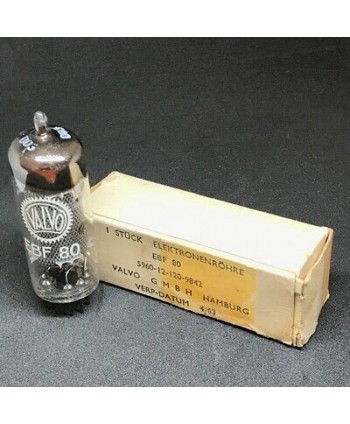 VALVO
EBF 80
1 STÜCK ELEKTRONENRÖHRE
EBF 80
5960-12-120-9842
VALVO G M B H HAMBURG
VERP-DATUM 4/63